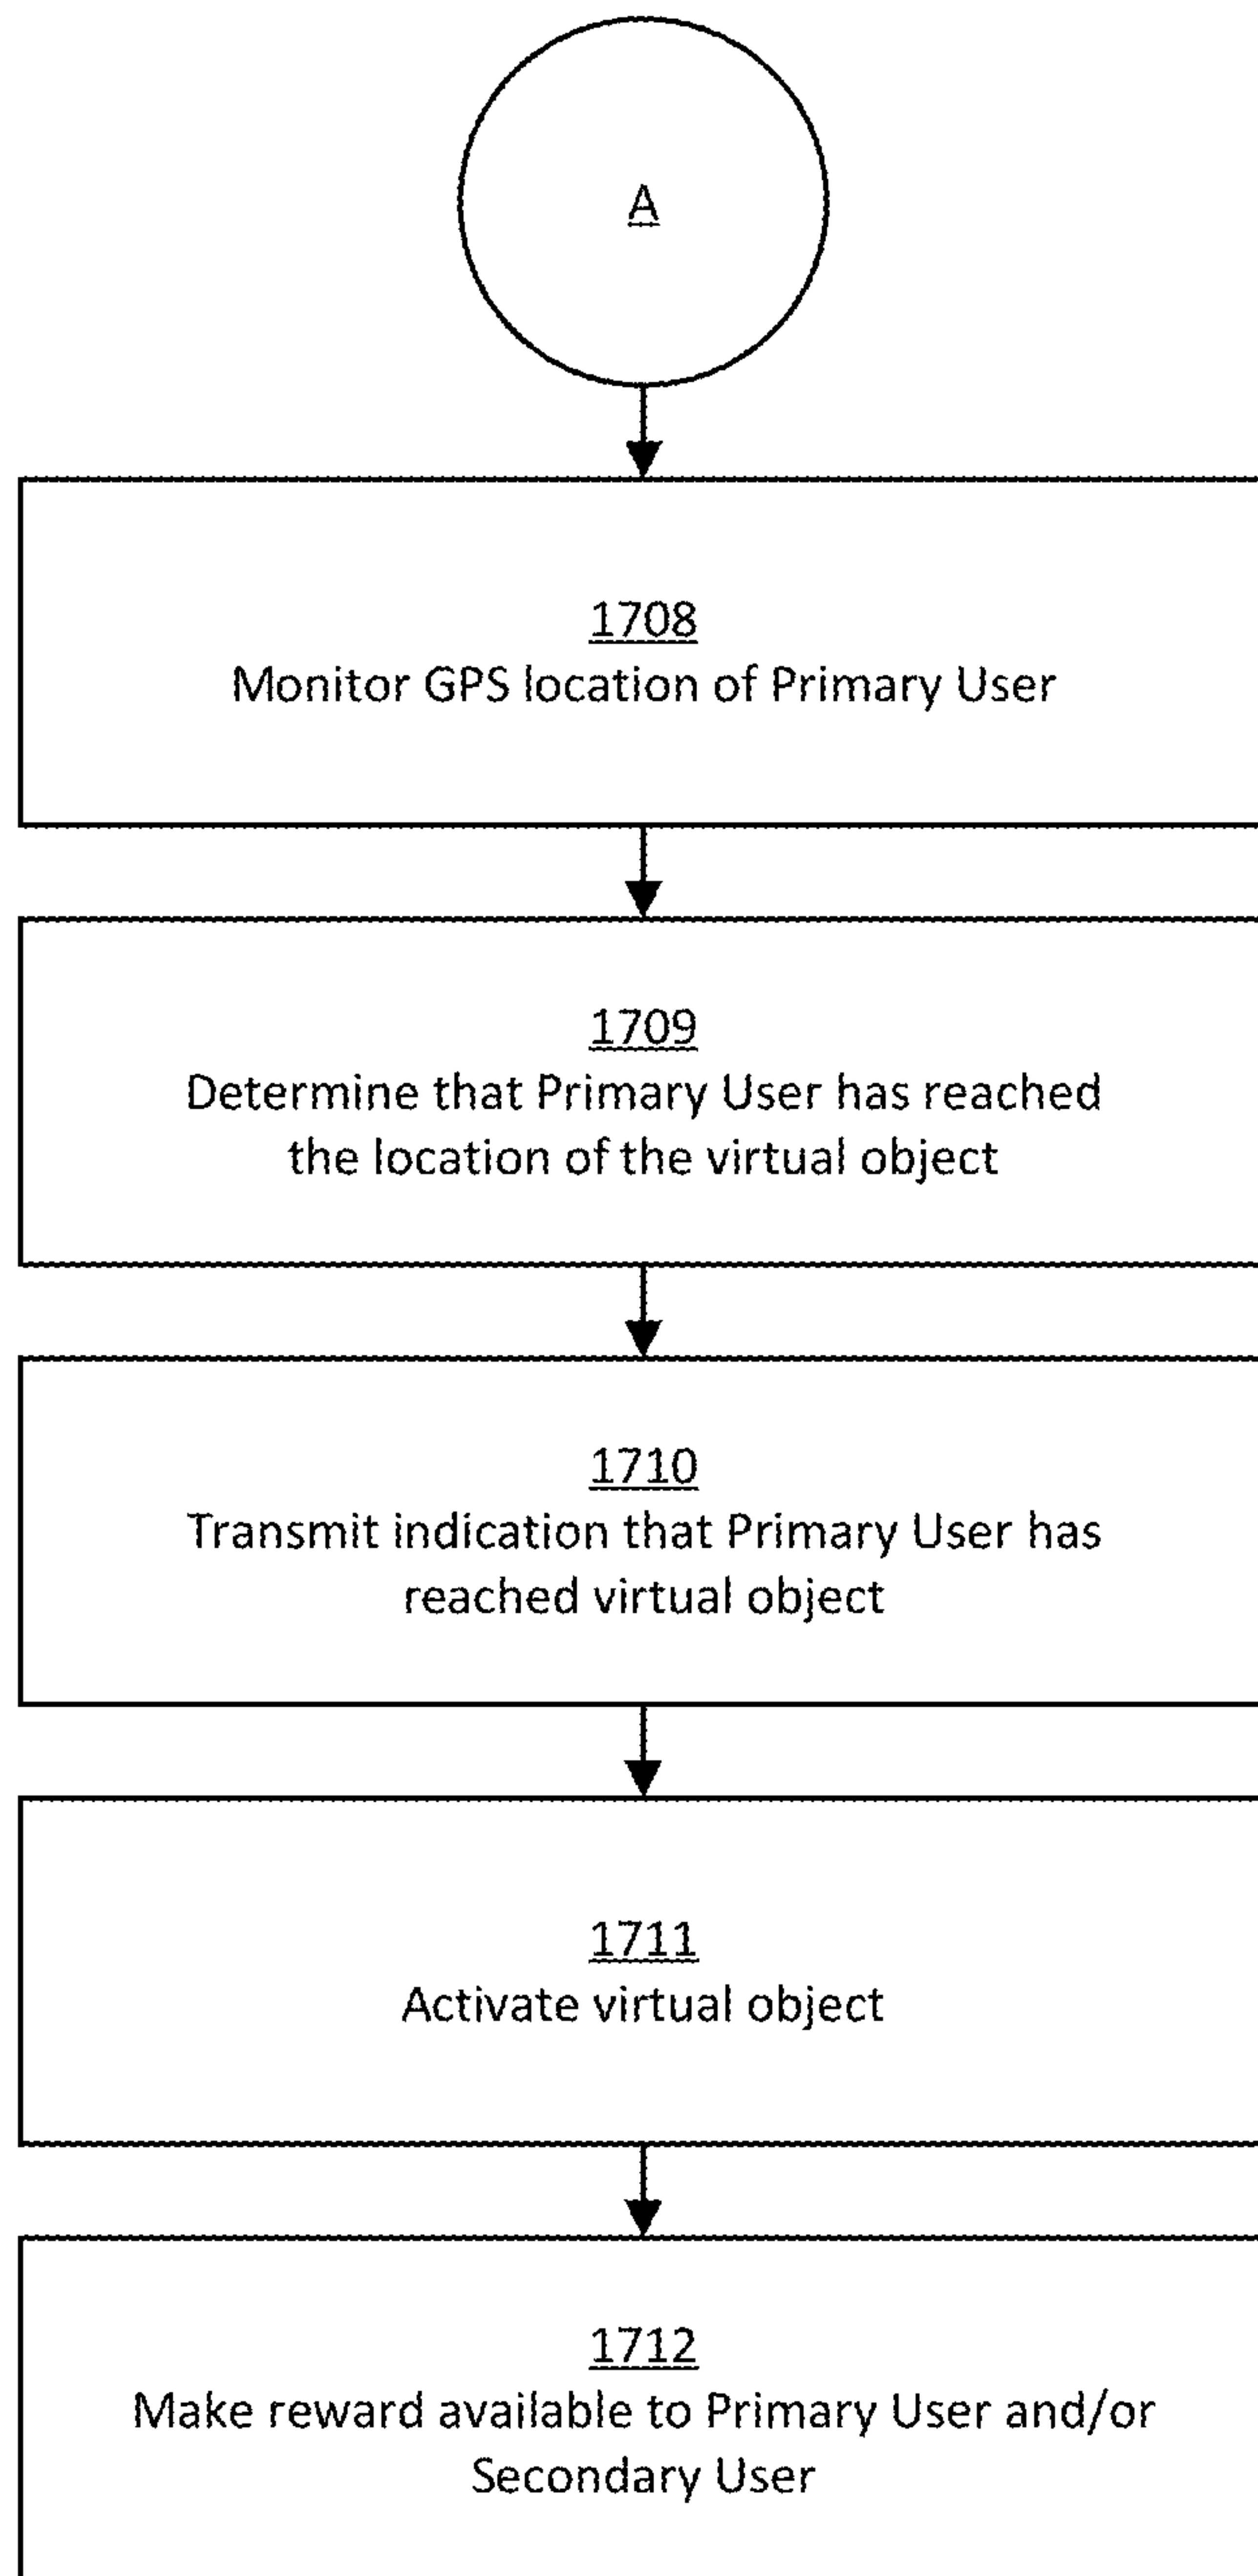 A
1708
Monitor GPS location of Primary User
1709
Determine that Primary User has reached
the location of the virtual object
1710
Transmit indication that Primary User has
reached virtual object
1711
Activate virtual object
1712
Make reward available to Primary User and/or
Secondary User